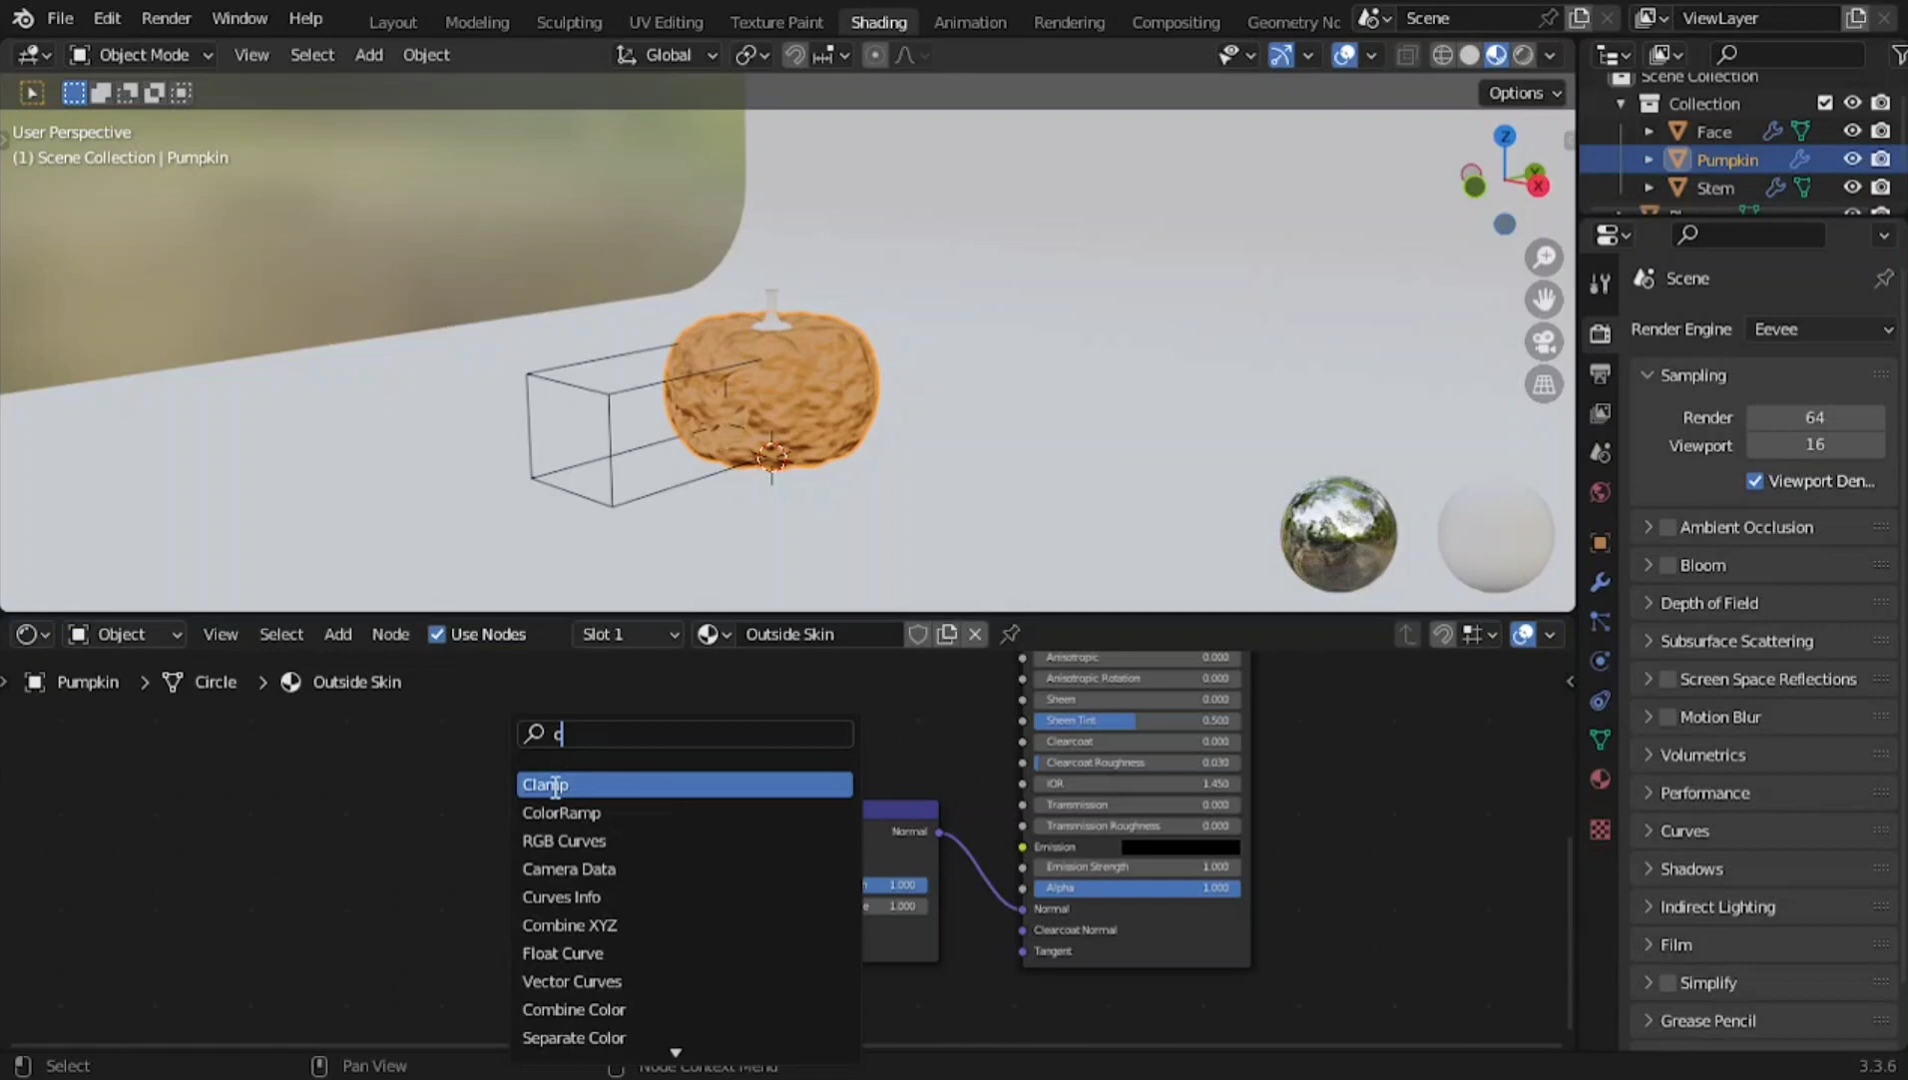 File Edit Render Window Help Layout Modeling Sculpting UV Editing Texture Paint Shading Animation Rendering Compositing Geometry Nc Scene ViewLayer
Object Mode View Select Add Object Global
Options
User Perspective
(1) Scene Collection | Pumpkin
Z
X
Scene Collection
Collection
Face
Pumpkin
Stem
Scene
Render Engine Eevee
Sampling
Render 64
Viewport 16
Viewport Den...
Ambient Occlusion
Bloom
Depth of Field
Subsurface Scattering
Screen Space Reflections
Motion Blur
Volumetrics
Performance
Curves
Shadows
Indirect Lighting
Film
Simplify
Grease Pencil
Object View Select Add Node Use Nodes Slot 1 Outside Skin
Pumpkin > Circle > Outside Skin
c
Clamp
ColorRamp
RGB Curves
Camera Data
Curves Info
Combine XYZ
Float Curve
Vector Curves
Combine Color
Separate Color
Normal
1.000
1.000
Anisotropic 0.000
Anisotropic Rotation 0.000
Sheen 0.000
Sheen Tint 0.500
Clearcoat 0.000
Clearcoat Roughness 0.030
IOR 1.450
Transmission 0.000
Transmission Roughness 0.000
Emission
Emission Strength 1.000
Alpha 1.000
Normal
Clearcoat Normal
Tangent
Select Pan View Node Context Menu 3.3.6